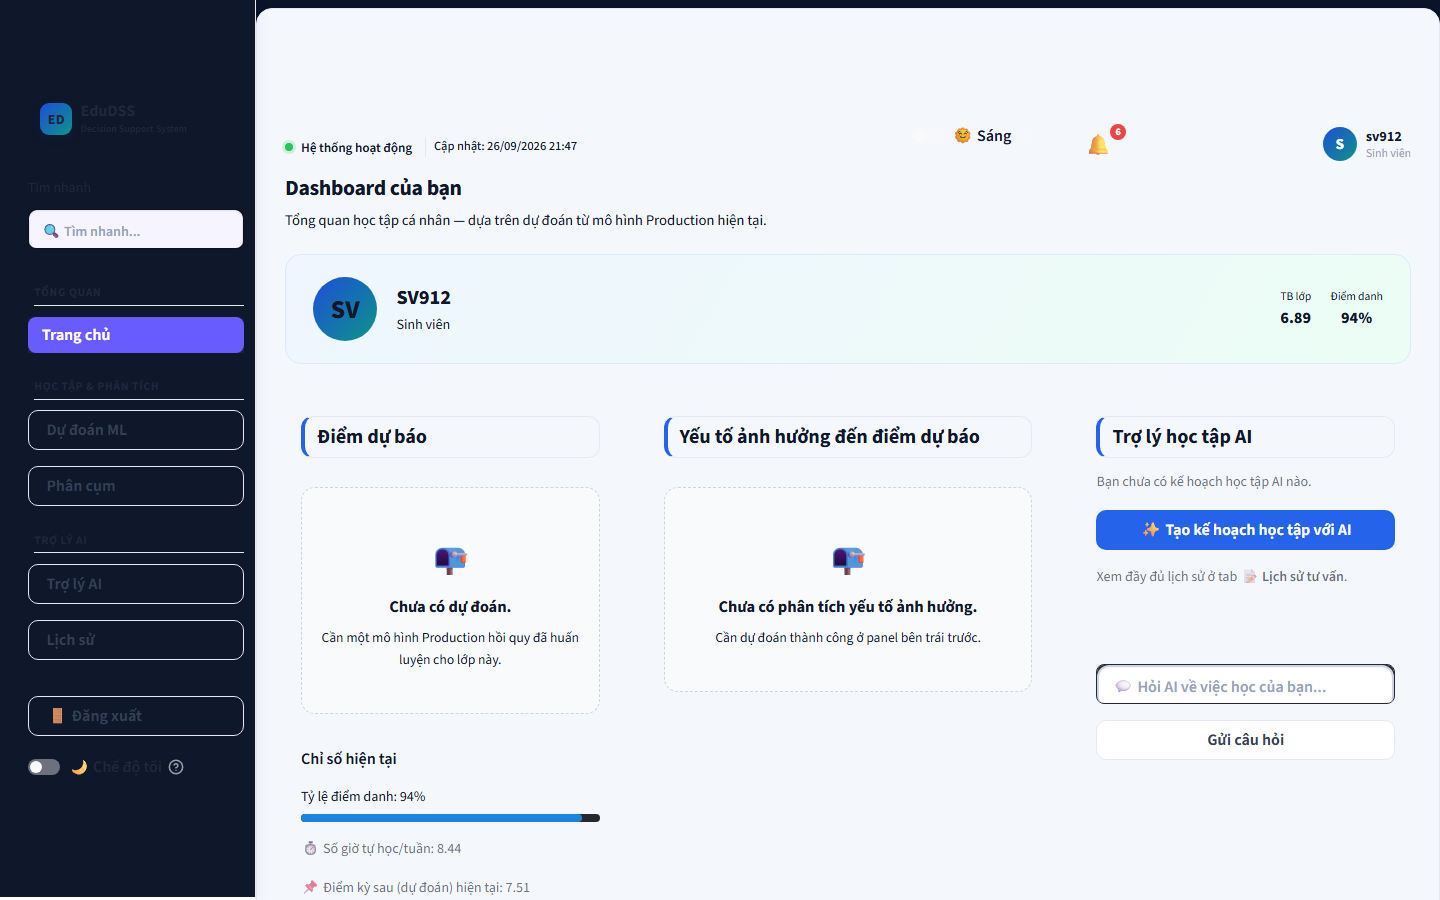 ED
EduDSS
Decision Support System
Tìm nhanh
Tìm nhanh...
TỔNG QUAN
Trang chủ
HỌC TẬP & PHÂN TÍCH
Dự đoán ML
Phân cụm
TRỢ LÝ AI
Trợ lý AI
Lịch sử
Đăng xuất
Chế độ tối
Hệ thống hoạt động
Cập nhật: 26/09/2026 21:47
Sáng
6
S
sv912
Sinh viên
Dashboard của bạn
Tổng quan học tập cá nhân — dựa trên dự đoán từ mô hình Production hiện tại.
SV
SV912
Sinh viên
TB lớp
6.89
Điểm danh
94%
Điểm dự báo
Chưa có dự đoán.
Cần một mô hình Production hồi quy đã huấn
luyện cho lớp này.
Chỉ số hiện tại
Tỷ lệ điểm danh: 94%
Số giờ tự học/tuần: 8.44
Điểm kỳ sau (dự đoán) hiện tại: 7.51
Yếu tố ảnh hưởng đến điểm dự báo
Chưa có phân tích yếu tố ảnh hưởng.
Cần dự đoán thành công ở panel bên trái trước.
Trợ lý học tập AI
Bạn chưa có kế hoạch học tập AI nào.
Tạo kế hoạch học tập với AI
Xem đầy đủ lịch sử ở tab 📝 Lịch sử tư vấn.
Hỏi AI về việc học của bạn...
Gửi câu hỏi